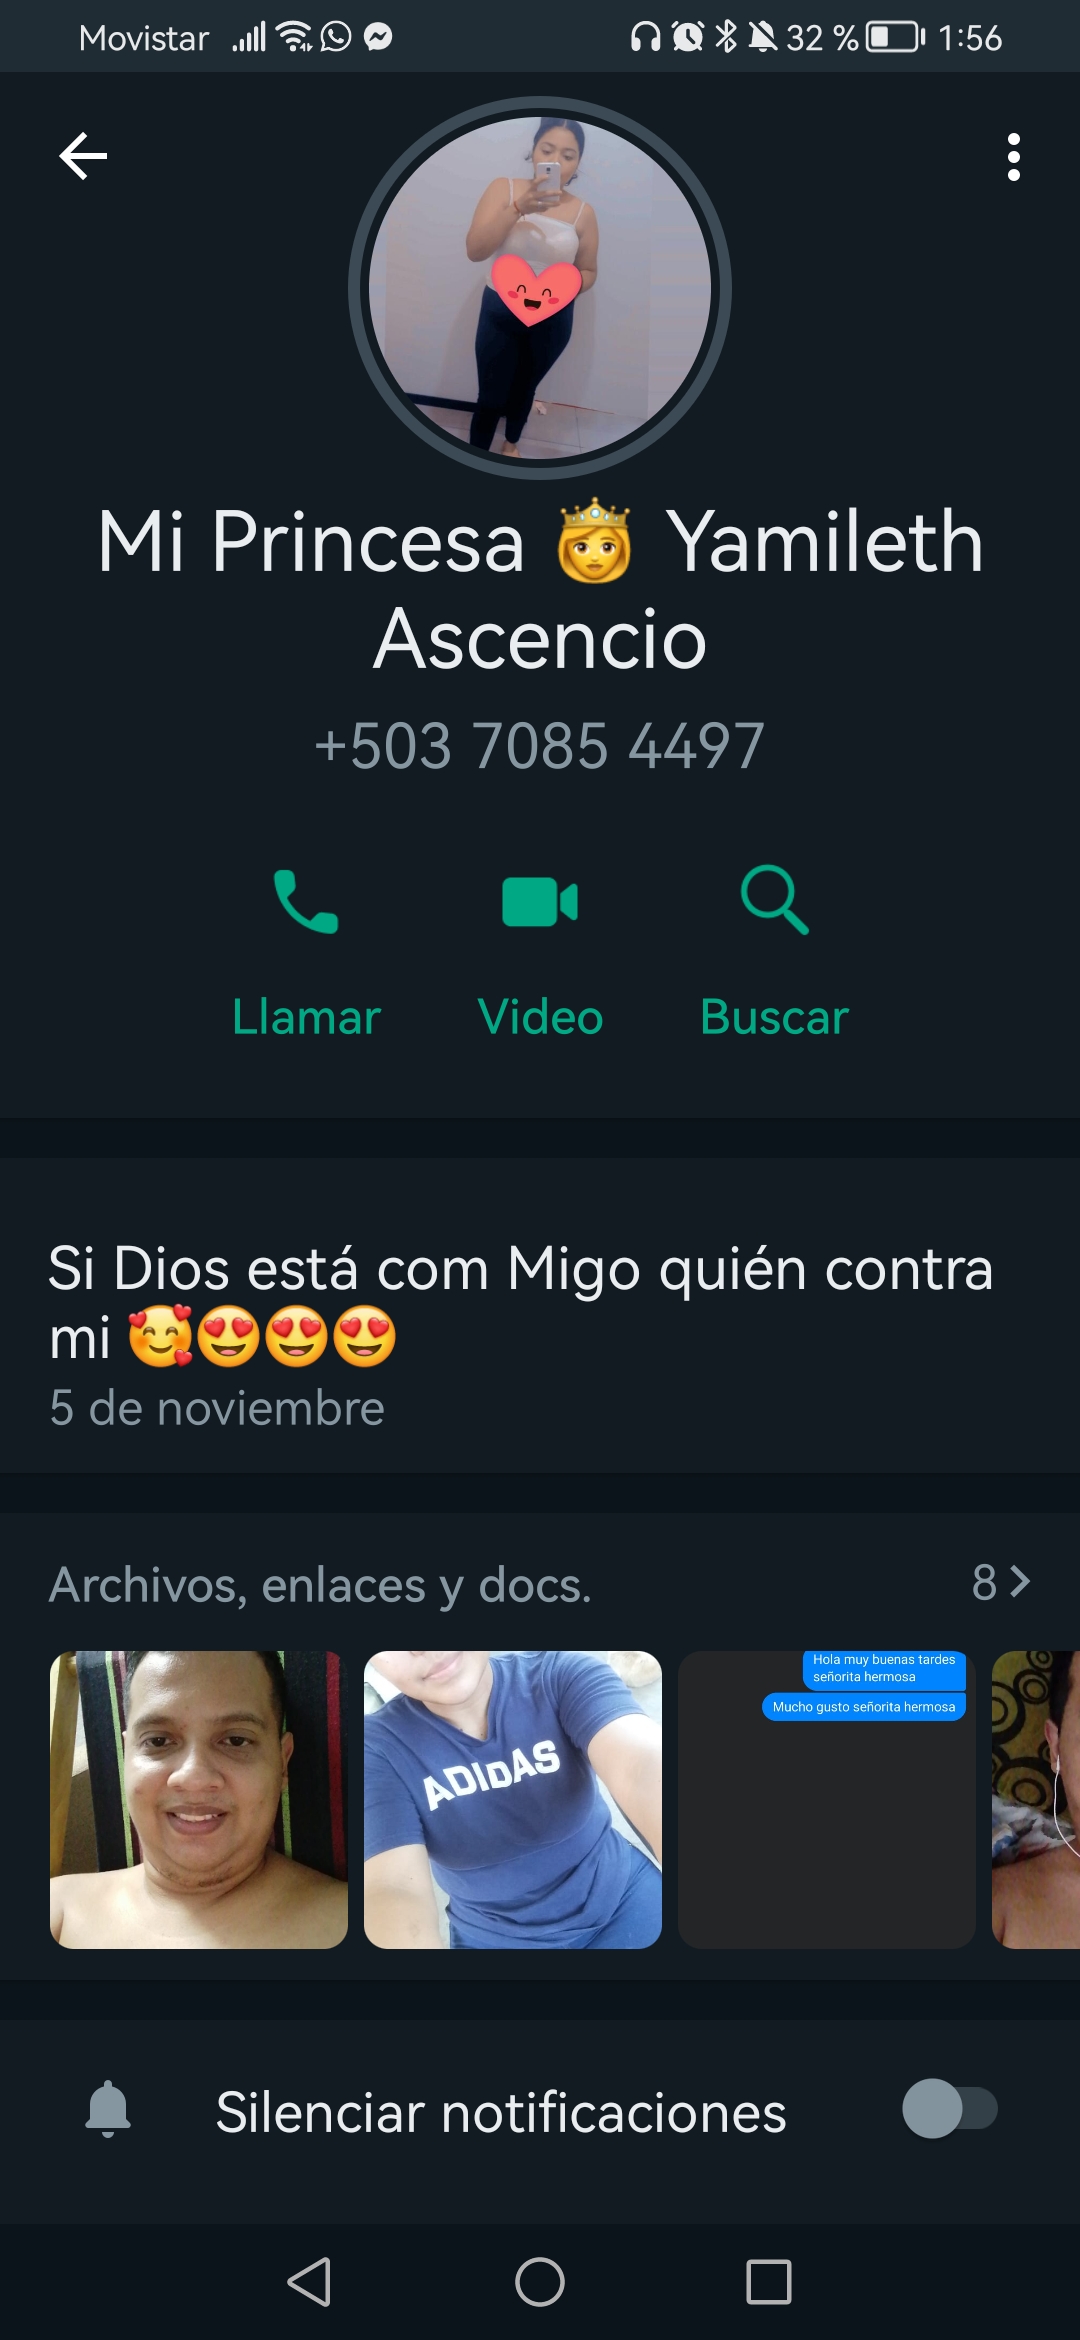 Movistar 32 % 1:56
Mi Princesa 👸 Yamileth
Ascencio
+503 7085 4497
Llamar Video Buscar
Si Dios está com Migo quién contra
mi 🥰😍😍😍
5 de noviembre
Archivos, enlaces y docs. 8
Hola muy buenas tardes
señorita hermosa
Mucho gusto señorita hermosa
ADIDAS
Silenciar notificaciones